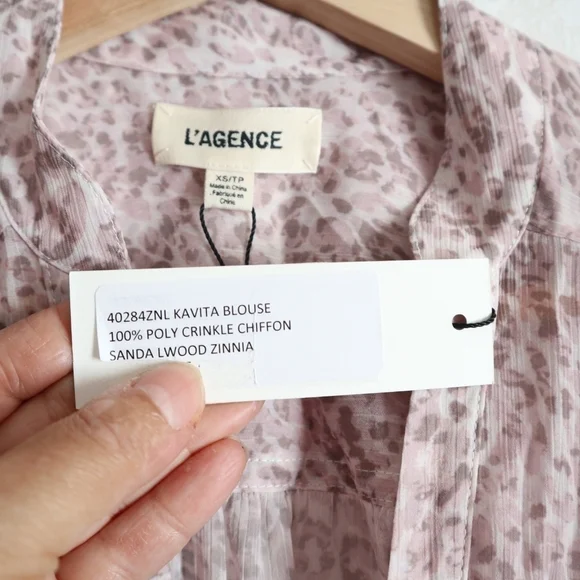 L'AGENCE
XS/TP
Made in China
Fabriqué en
Chine
40284ZNL KAVITA BLOUSE
100% POLY CRINKLE CHIFFON
SANDA LWOOD ZINNIA